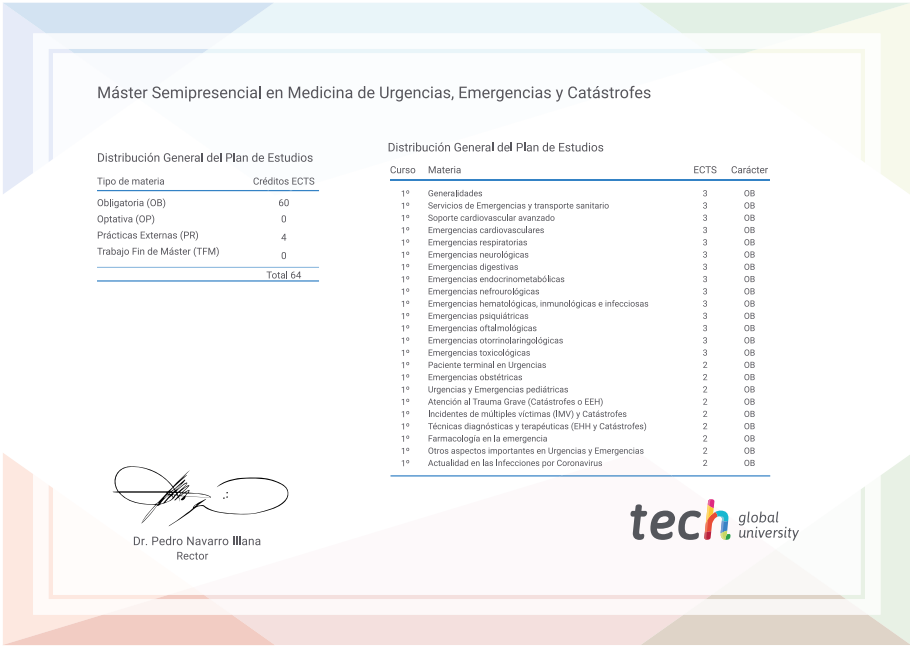 Máster Semipresencial en Medicina de Urgencias, Emergencias y Catástrofes
Distribución General del Plan de Estudios
Tipo de materia Créditos ECTS
Obligatoria (OB) 60
Optativa (OP) 0
Prácticas Externas (PR) 4
Trabajo Fin de Máster (TFM) 0
Total 64
Distribución General del Plan de Estudios
Curso Materia ECTS Carácter
1º Generalidades 3 OB
1º Servicios de Emergencias y transporte sanitario 3 OB
1º Soporte cardiovascular avanzado 3 OB
1º Emergencias cardiovasculares 3 OB
1º Emergencias respiratorias 3 OB
1º Emergencias neurológicas 3 OB
1º Emergencias digestivas 3 OB
1º Emergencias endocrinometabólicas 3 OB
1º Emergencias nefrourológicas 3 OB
1º Emergencias hematológicas, inmunológicas e infecciosas 3 OB
1º Emergencias psiquiátricas 3 OB
1º Emergencias oftalmológicas 3 OB
1º Emergencias otorrinolaringológicas 3 OB
1º Emergencias toxicológicas 3 OB
1º Paciente terminal en Urgencias 2 OB
1º Emergencias obstétricas 2 OB
1º Urgencias y Emergencias pediátricas 2 OB
1º Atención al Trauma Grave (Catástrofes o EEH) 2 OB
1º Incidentes de múltiples víctimas (IMV) y Catástrofes 2 OB
1º Técnicas diagnósticas y terapéuticas (EHH y Catástrofes) 2 OB
1º Farmacología en la emergencia 2 OB
1º Otros aspectos importantes en Urgencias y Emergencias 2 OB
1º Actualidad en las Infecciones por Coronavirus 2 OB
Dr. Pedro Navarro Illana
Rector
tech global
university